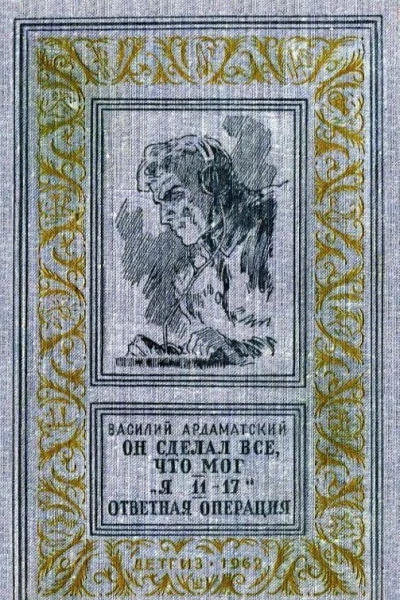 ВАСИЛИЙ АРДАМАТСКИЙ
ОН СДЕЛАЛ ВСЕ,
ЧТО МОГ
„Я 11-17“
ОТВЕТНАЯ ОПЕРАЦИЯ
ДЕТГИЗ · 1962